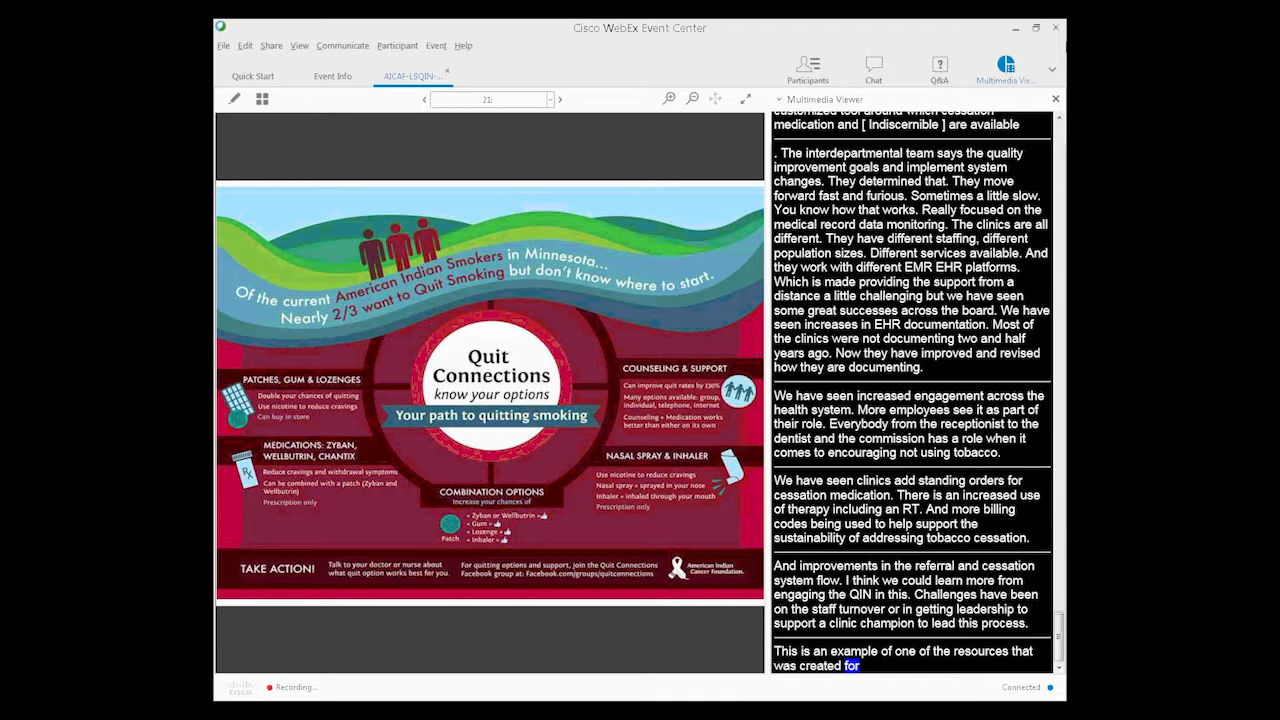 Cisco WebEx Event Center
File Edit Share View Communicate Participant Event Help
Quick Start Event Info AICAF-LSQIN-...
Participants Chat Q&A Multimedia Vie...
21:
Multimedia Viewer
Of the current American Indian Smokers in Minnesota...
Nearly 2/3 want to Quit Smoking but don't know where to start.
Quit
Connections
know your options
Your path to quitting smoking
PATCHES, GUM & LOZENGES
Double your chances of quitting
Use nicotine to reduce cravings
Can buy in store
MEDICATIONS: ZYBAN,
WELLBUTRIN, CHANTIX
Rx
Reduce cravings and withdrawal symptoms
Can be combined with a patch (Zyban and
Wellbutrin)
Prescription only
COUNSELING & SUPPORT
Can improve quit rates by 130%
Many options available: group,
individual, telephone, internet
Counseling + Medication works
better than either on its own
NASAL SPRAY & INHALER
Use nicotine to reduce cravings
Nasal spray = sprayed in your nose
Inhaler = inhaled through your mouth
Prescription only
COMBINATION OPTIONS
Increase your chances of
Patch
+ Zyban or Wellbutrin =
+ Gum =
+ Lozenge =
+ Inhaler =
TAKE ACTION!
Talk to your doctor or nurse about
what quit option works best for you.
For quitting options and support, join the Quit Connections
Facebook group at: Facebook.com/groups/quitconnections
American Indian
Cancer Foundation.
customized tool around which cessation
medication and [ Indiscernible ] are available
. The interdepartmental team says the quality
improvement goals and implement system
changes. They determined that. They move
forward fast and furious. Sometimes a little slow.
You know how that works. Really focused on the
medical record data monitoring. The clinics are all
different. They have different staffing, different
population sizes. Different services available. And
they work with different EMR EHR platforms.
Which is made providing the support from a
distance a little challenging but we have seen
some great successes across the board. We have
seen increases in EHR documentation. Most of
the clinics were not documenting two and half
years ago. Now they have improved and revised
how they are documenting.
We have seen increased engagement across the
health system. More employees see it as part of
their role. Everybody from the receptionist to the
dentist and the commission has a role when it
comes to encouraging not using tobacco.
We have seen clinics add standing orders for
cessation medication. There is an increased use
of therapy including an RT. And more billing
codes being used to help support the
sustainability of addressing tobacco cessation.
And improvements in the referral and cessation
system flow. I think we could learn more from
engaging the QIN in this. Challenges have been
on the staff turnover or in getting leadership to
support a clinic champion to lead this process.
This is an example of one of the resources that
was created for
cisco
Recording...
Connected